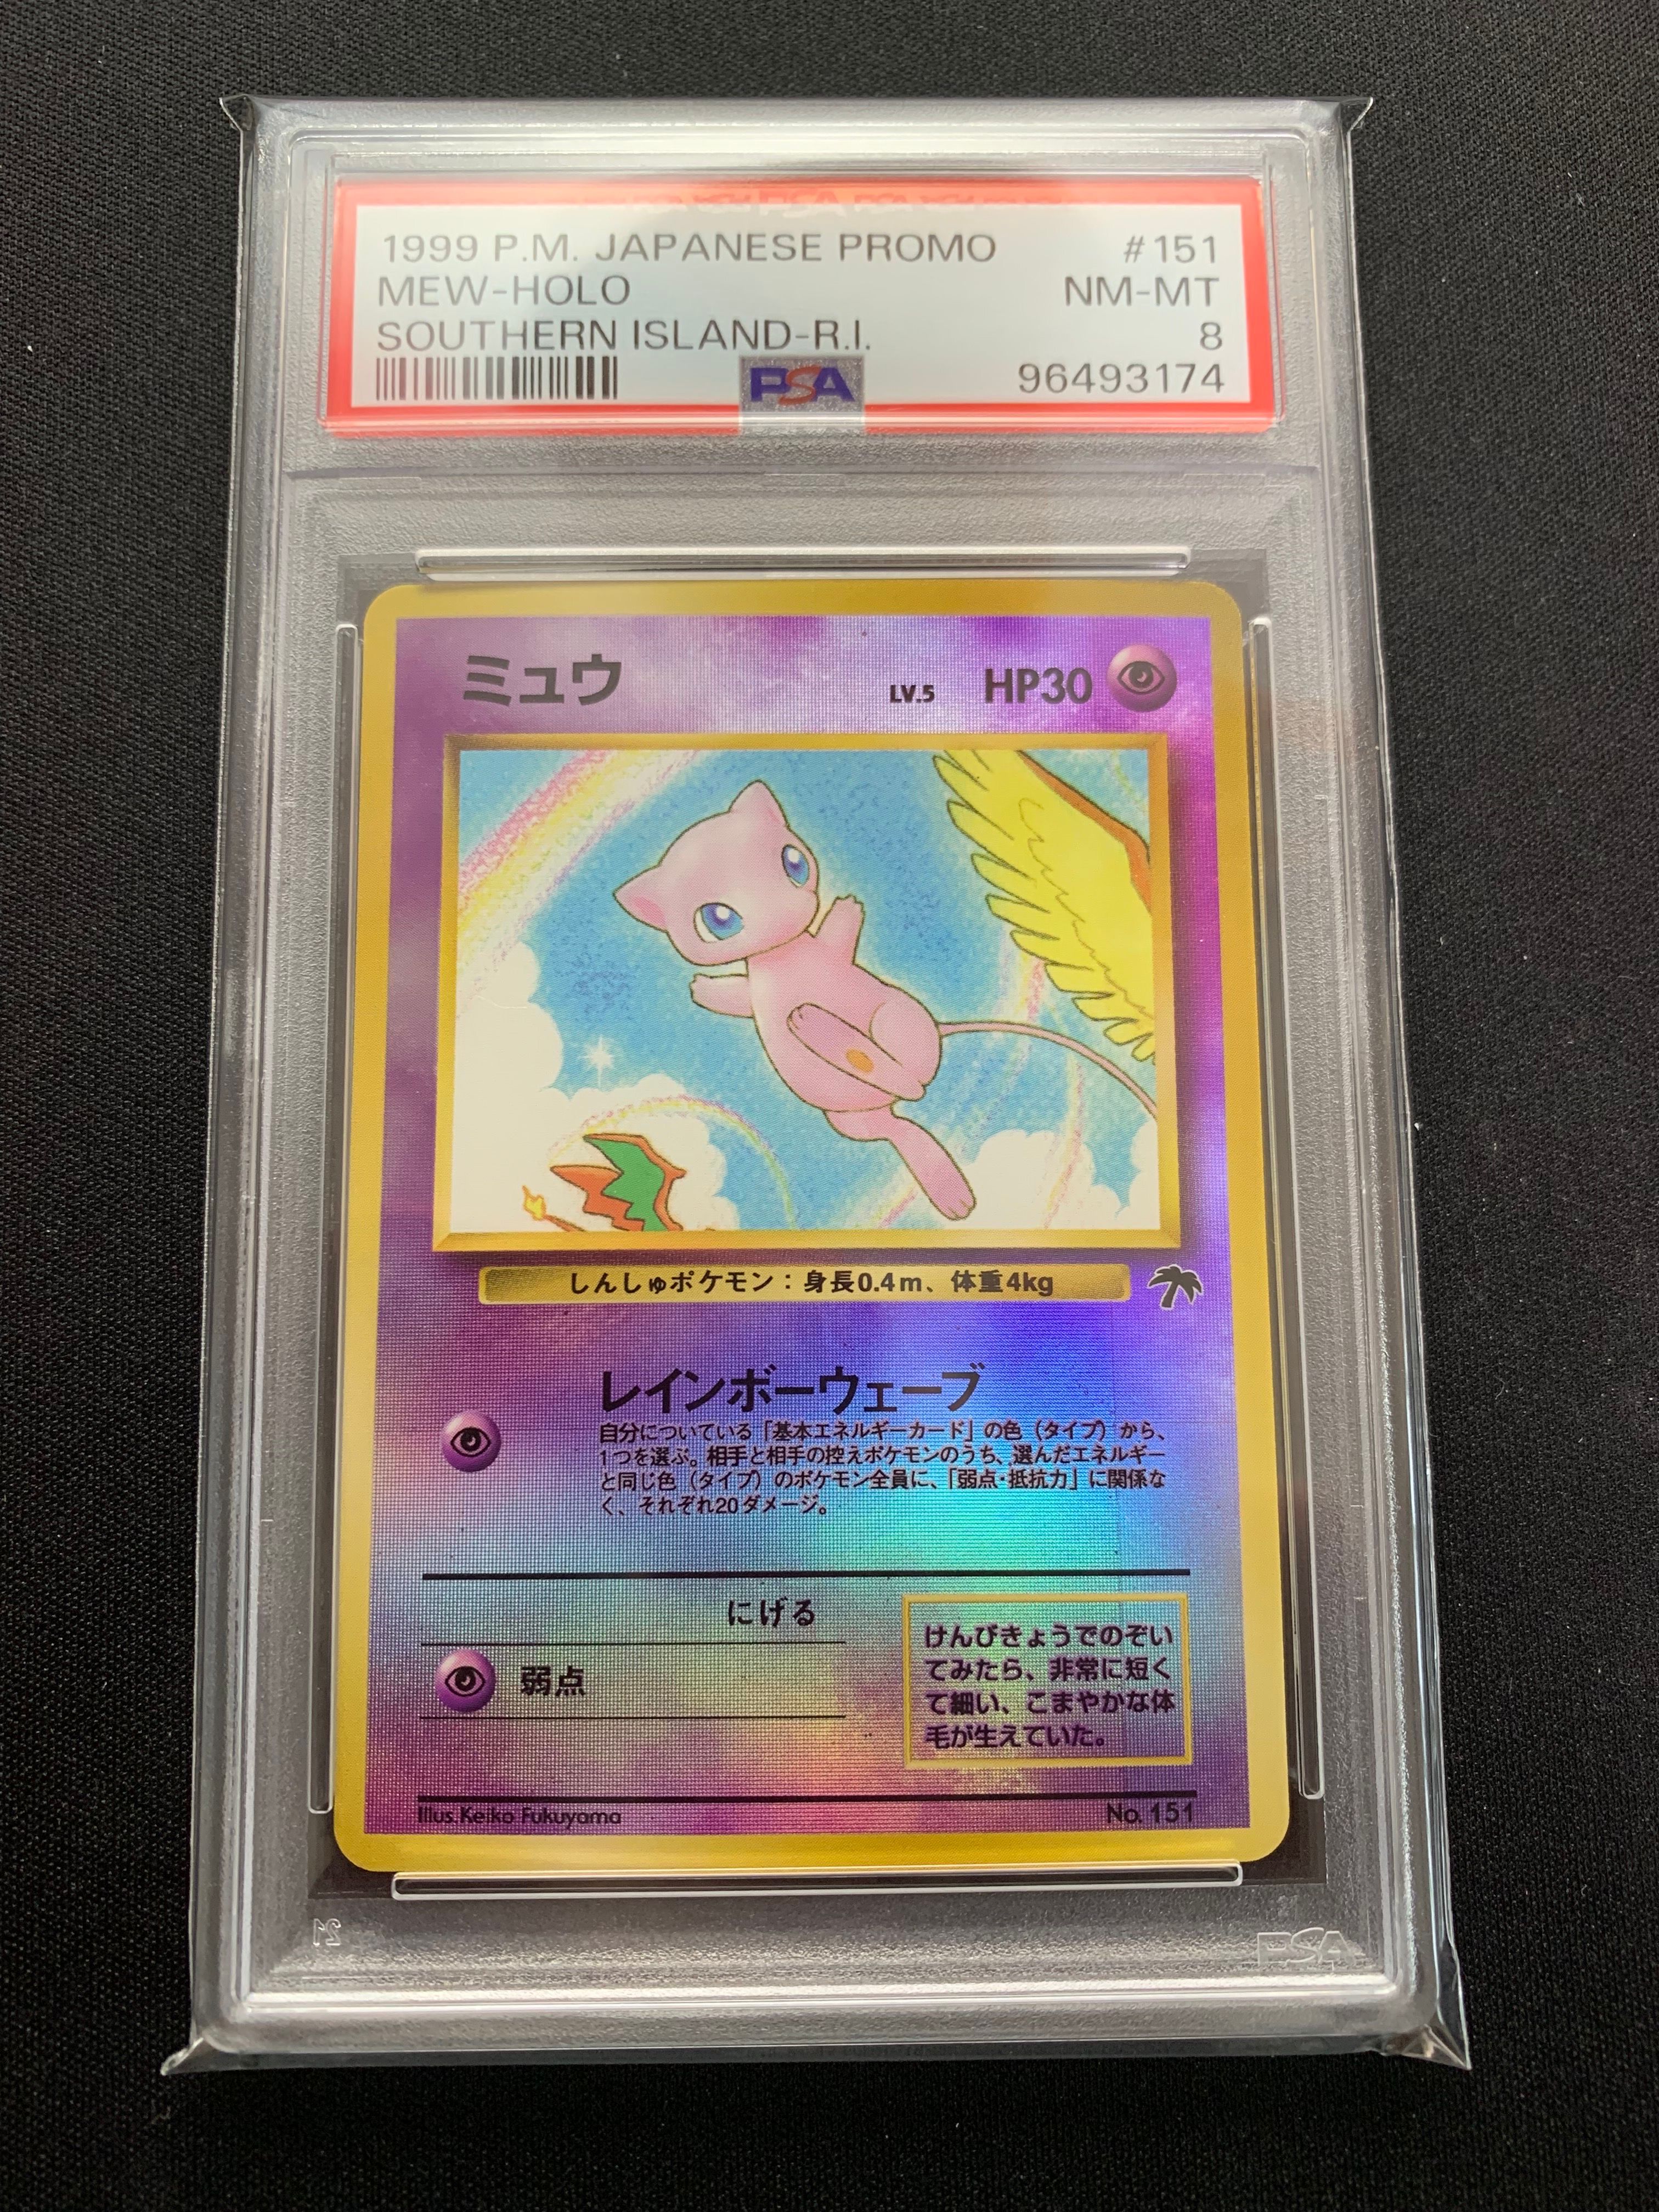 1999 P.M. JAPANESE PROMO #151
MEW-HOLO NM-MT
SOUTHERN ISLAND-R.I. 8
PSA 96493174
ミュウ LV.5 HP30
しんしゅポケモン：身長0.4m、体重4kg
レインボーウェーブ
自分についている「基本エネルギーカード」の色（タイプ）から、
1つを選ぶ。相手と相手の控えポケモンのうち、選んだエネルギー
と同じ色（タイプ）のポケモン全員に、「弱点・抵抗力」に関係な
く、それぞれ20ダメージ。
にげる
弱点
けんびきょうでのぞい
てみたら、非常に短く
て細い、こまやかな体
毛が生えていた。
Illus. Keiko Fukuyama No. 151
21 PSA